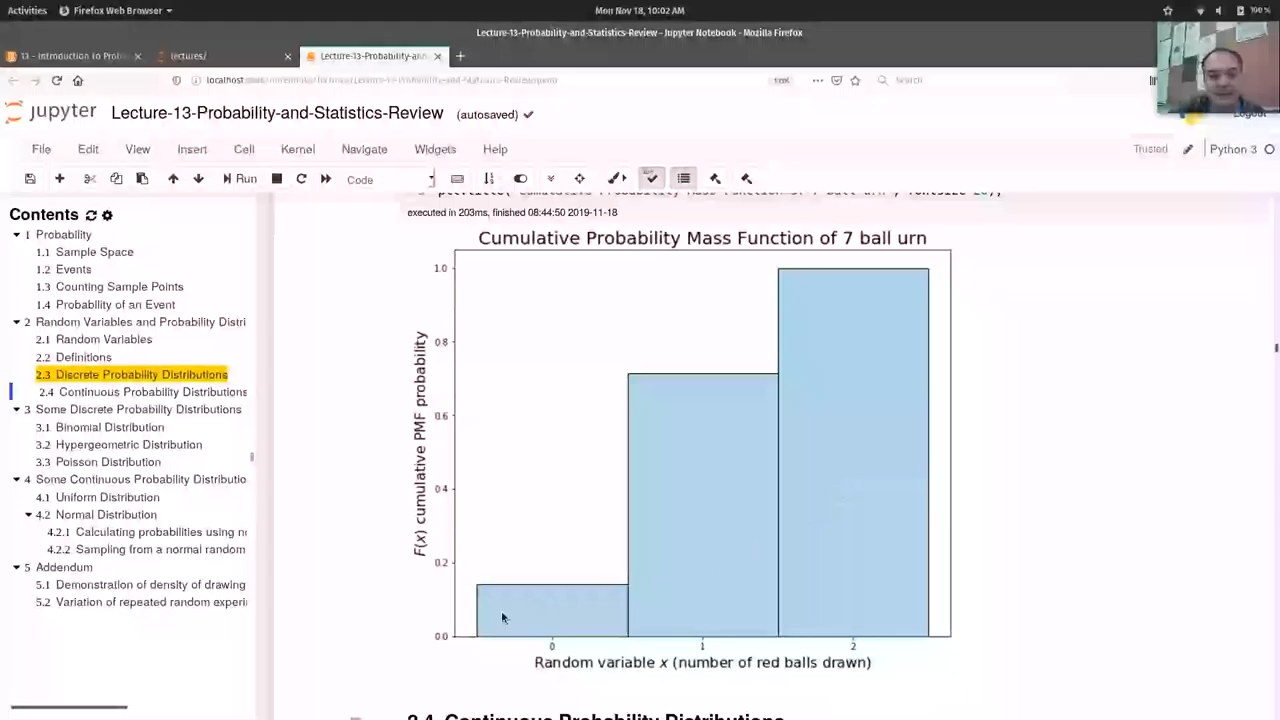 Activities Firefox Web Browser Mon Nov 18, 10:02 AM 100 %
Lecture-13-Probability-and-Statistics-Review - Jupyter Notebook - Mozilla Firefox
lectures/ Lecture-13-Probability-
Search
jupyter Lecture-13-Probability-and-Statistics-Review (autosaved) Logout
File Edit View Insert Cell Kernel Navigate Widgets Help Trusted Python 3
Run Code
executed in 203ms, finished 08:44:50 2019-11-18
Contents
1 Probability
1.1 Sample Space
1.2 Events
1.3 Counting Sample Points
1.4 Probability of an Event
2 Random Variables and Probability Distri
2.1 Random Variables
2.2 Definitions
2.3 Discrete Probability Distributions
2.4 Continuous Probability Distributions
3 Some Discrete Probability Distributions
3.1 Binomial Distribution
3.2 Hypergeometric Distribution
3.3 Poisson Distribution
4 Some Continuous Probability Distributio
4.1 Uniform Distribution
4.2 Normal Distribution
4.2.1 Calculating probabilities using n
4.2.2 Sampling from a normal random
5 Addendum
5.1 Demonstration of density of drawing
5.2 Variation of repeated random experi
Cumulative Probability Mass Function of 7 ball urn
F(x) cumulative PMF probability
1.0
0.8
0.6
0.4
0.2
0.0
0 1 2
Random variable x (number of red balls drawn)
2.4 Continuous Probability Distributions